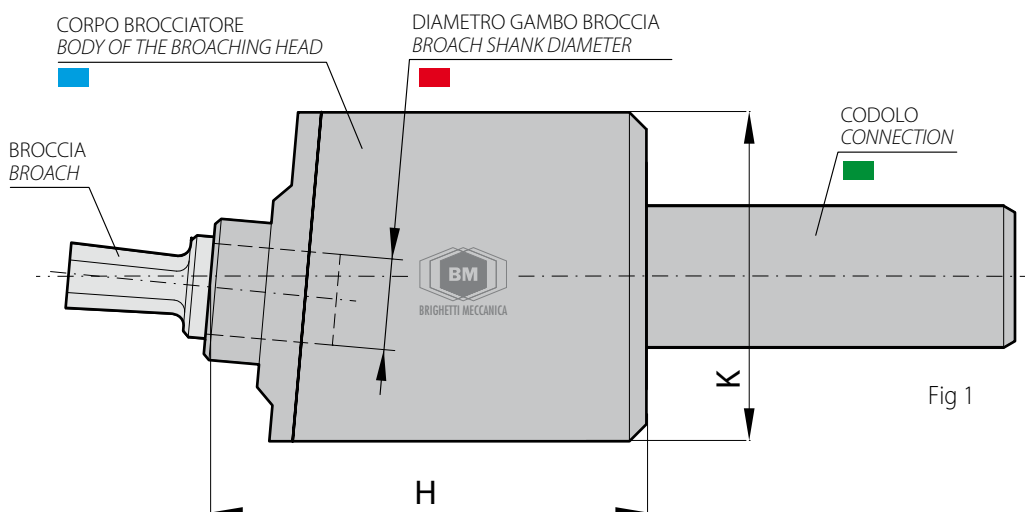 CORPO BROCCIATORE
BODY OF THE BROACHING HEAD
DIAMETRO GAMBO BROCCIA
BROACH SHANK DIAMETER
CODOLO
CONNECTION
BROCCIA
BROACH
BM
BRIGHETTI MECCANICA
K
Fig 1
H